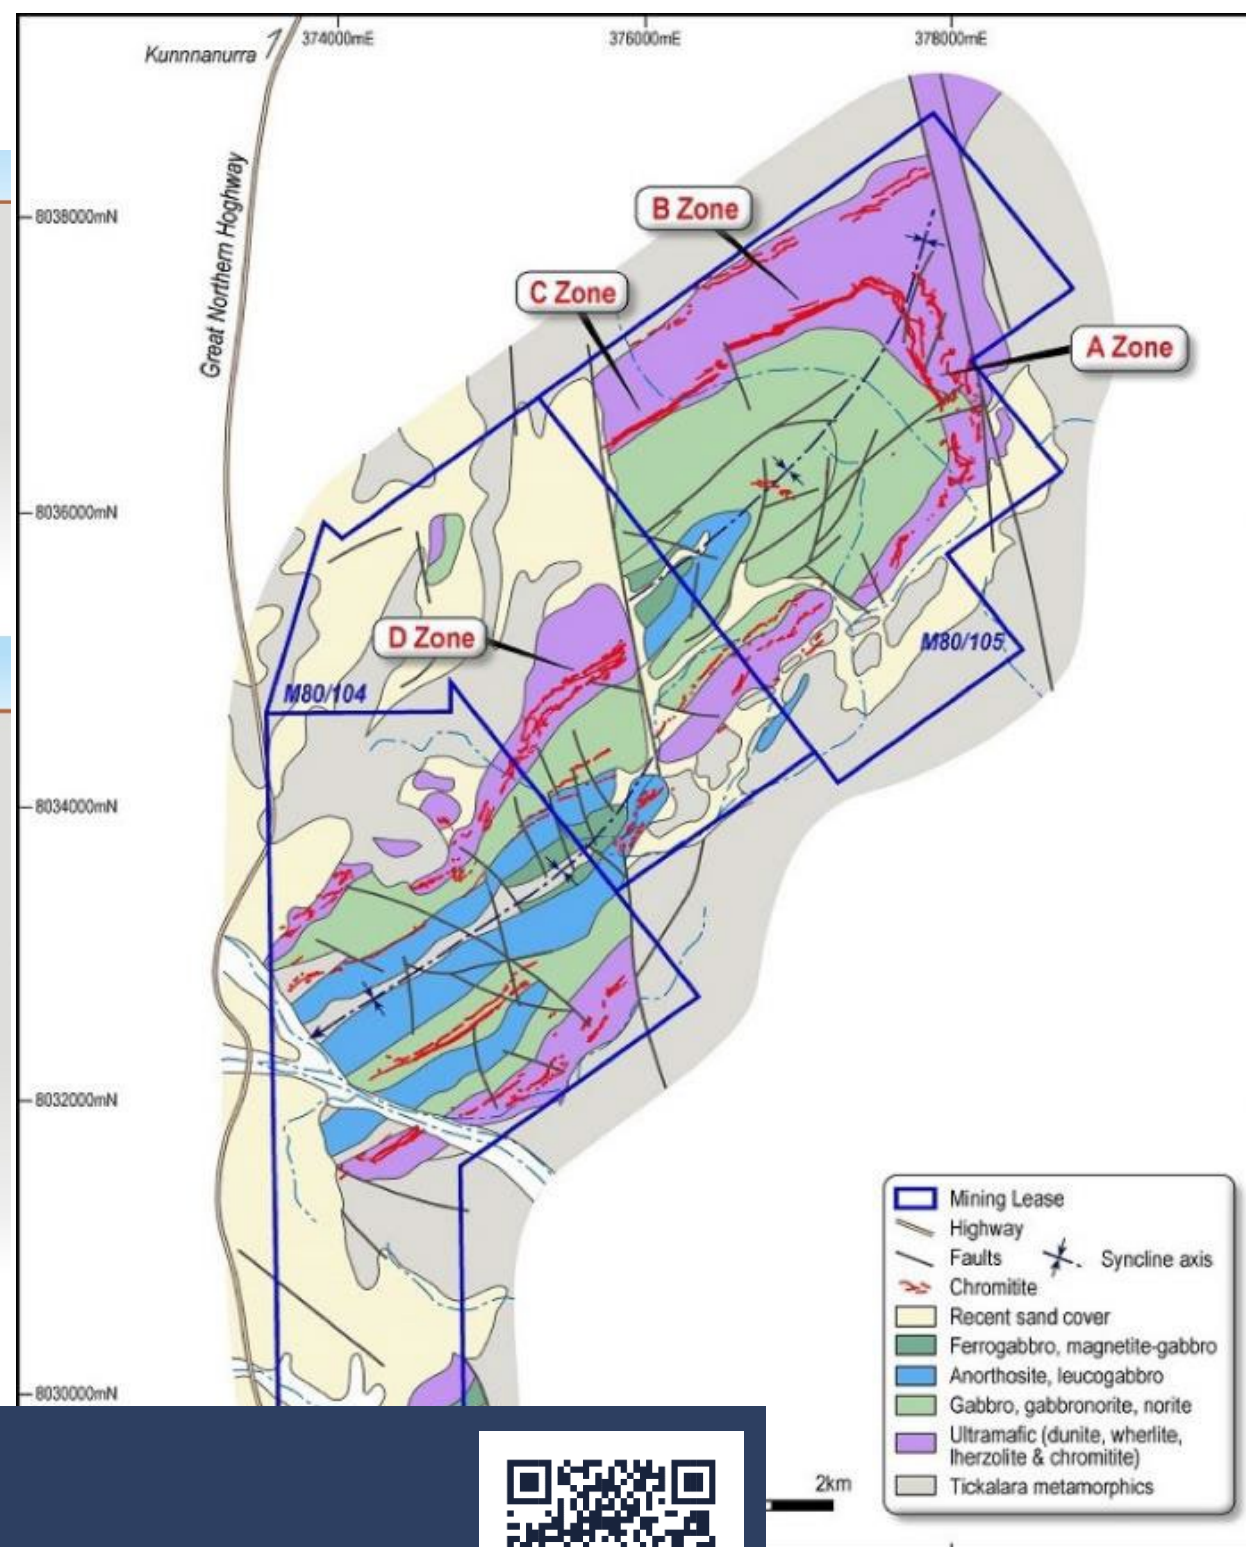 374000mE
376000mE
378000mE
Kunnnanurra
Great Northern Hoghway
8038000mN
B Zone
C Zone
A Zone
8036000mN
D Zone
M80/105
M80/104
8034000mN
8032000mN
8030000mN
Mining Lease
Highway
Faults
Syncline axis
Chromitite
Recent sand cover
Ferrogabbro, magnetite-gabbro
Anorthosite, leucogabbro
Gabbro, gabbronorite, norite
Ultramafic (dunite, wherlite,
lherzolite & chromitite)
Tickalara metamorphics
2km